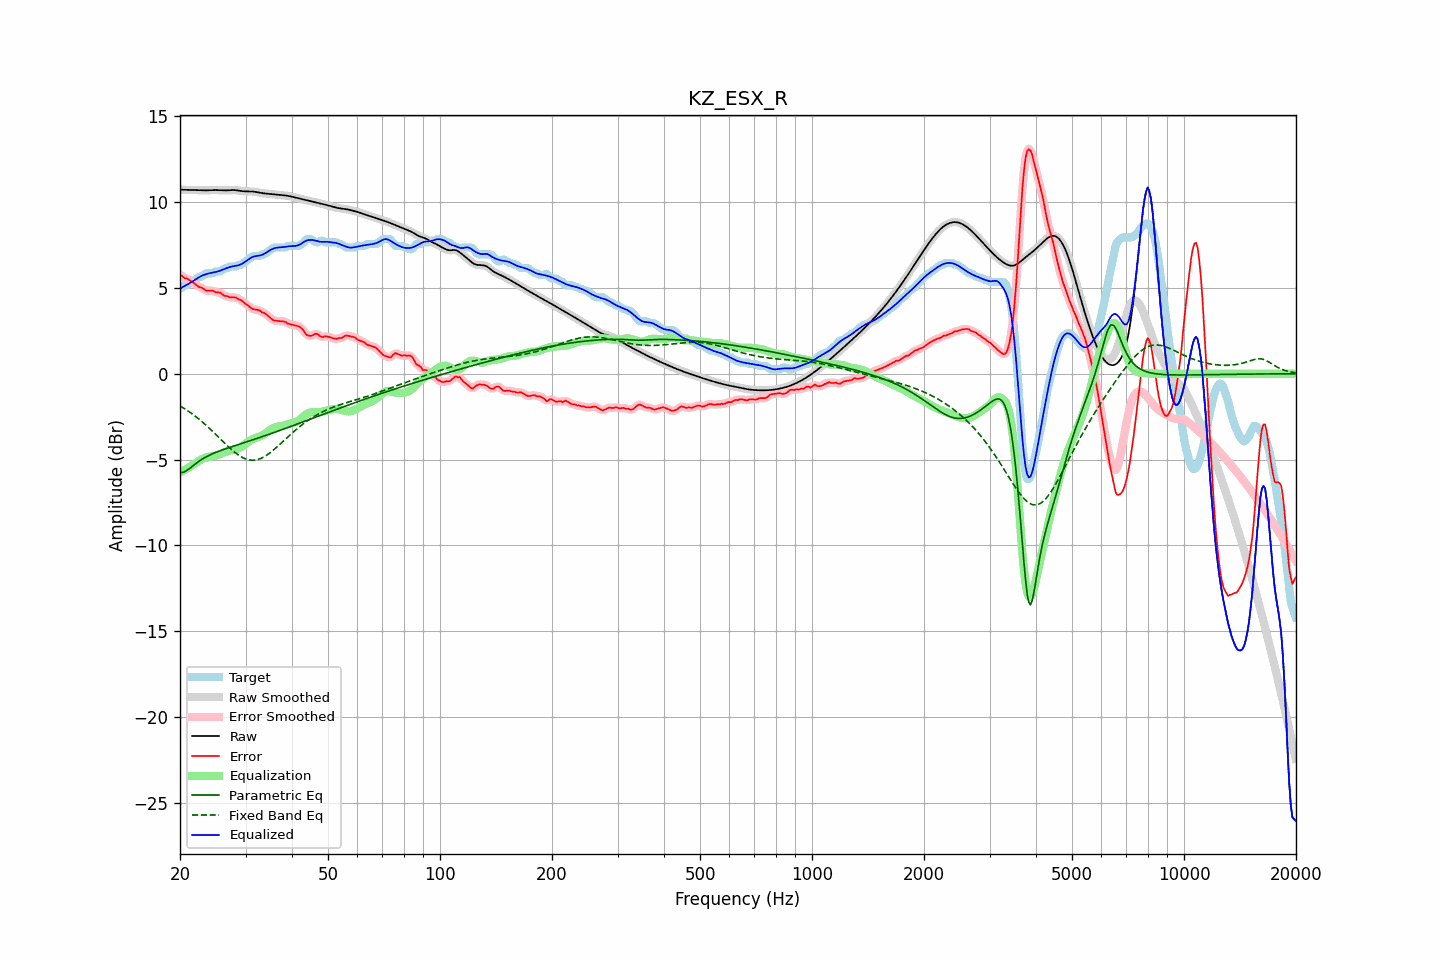 KZ_ESX_R
15
10
5
0
−5
−10
−15
−20
−25
Amplitude (dBr)
Target
Raw Smoothed
Error Smoothed
Raw
Error
Equalization
Parametric Eq
Fixed Band Eq
Equalized
20 50 100 200 500 1000 2000 5000 10000 20000
Frequency (Hz)